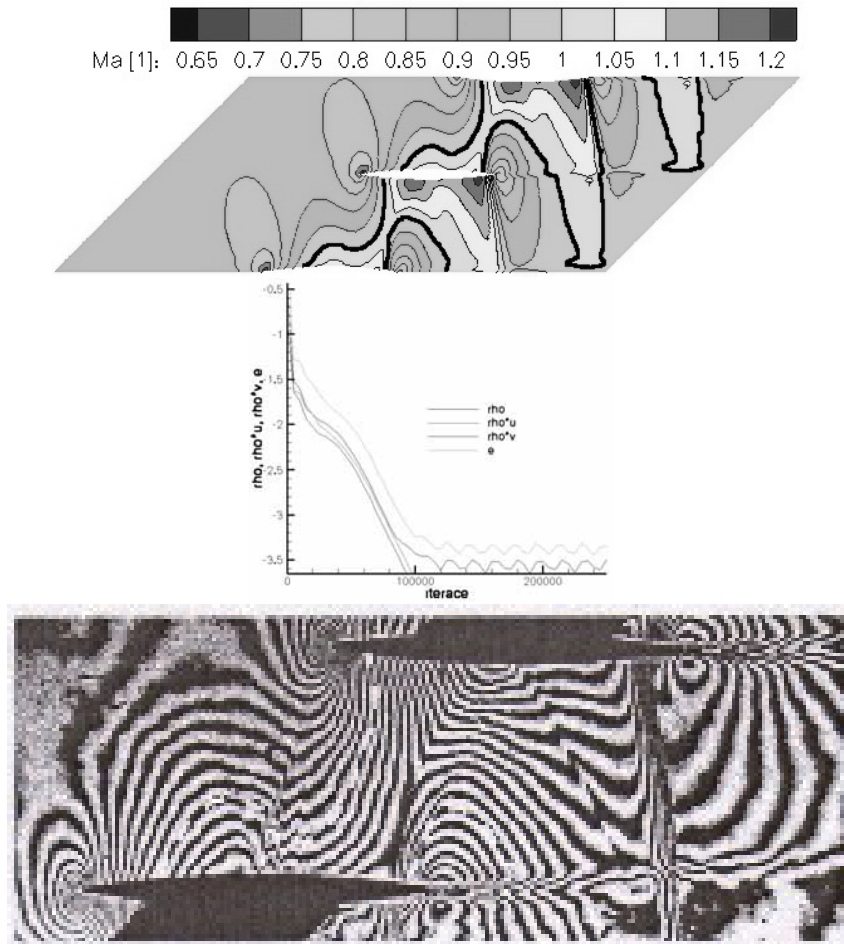 Ma [1]: 0.65 0.7 0.75 0.8 0.85 0.9 0.95 1 1.05 1.1 1.15 1.2
-0.5
-1
-1.5
-2
-2.5
-3
-3.5
rho, rho*u, rho*v, e
rho
rho*u
rho*v
e
0 100000 200000
iterace